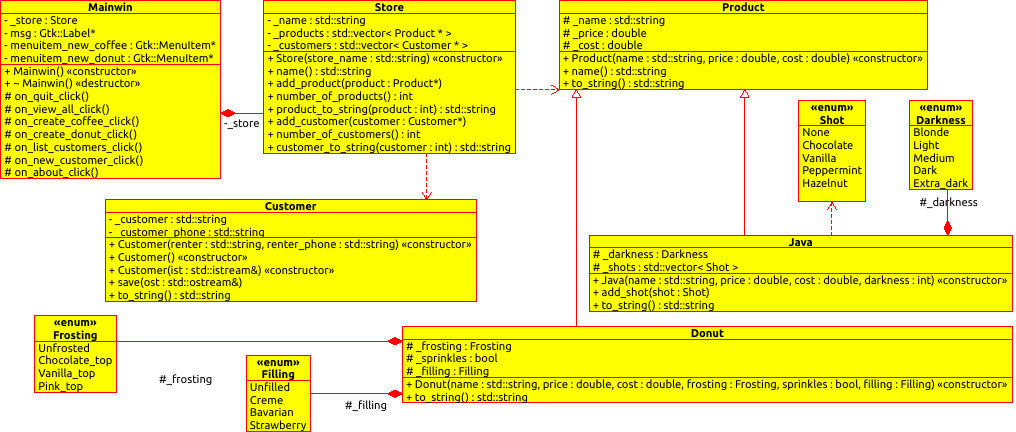 Mainwin
- _store : Store
- msg : Gtk::Label*
- menuitem_new_coffee : Gtk::MenuItem*
- menuitem_new_donut : Gtk::MenuItem*
+ Mainwin() «constructor»
+ ~ Mainwin() «destructor»
# on_quit_click()
# on_view_all_click()
# on_create_coffee_click()
# on_create_donut_click()
# on_list_customers_click()
# on_new_customer_click()
# on_about_click()
-_store
Store
- _name : std::string
- _products : std::vector< Product * >
- _customers : std::vector< Customer * >
+ Store(store_name : std::string) «constructor»
+ name() : std::string
+ add_product(product : Product*)
+ number_of_products() : int
+ product_to_string(product : int) : std::string
+ add_customer(customer : Customer*)
+ number_of_customers() : int
+ customer_to_string(customer : int) : std::string
Product
# _name : std::string
# _price : double
# _cost : double
+ Product(name : std::string, price : double, cost : double) «constructor»
+ name() : std::string
+ to_string() : std::string
«enum»
Shot
None
Chocolate
Vanilla
Peppermint
Hazelnut
«enum»
Darkness
Blonde
Light
Medium
Dark
Extra_dark
#_darkness
Customer
- _customer : std::string
- _customer_phone : std::string
+ Customer(renter : std::string, renter_phone : std::string) «constructor»
+ Customer() «constructor»
+ Customer(ist : std::istream&) «constructor»
+ save(ost : std::ostream&)
+ to_string() : std::string
Java
# _darkness : Darkness
# _shots : std::vector< Shot >
+ Java(name : std::string, price : double, cost : double, darkness : int) «constructor»
+ add_shot(shot : Shot)
+ to_string() : std::string
«enum»
Frosting
Unfrosted
Chocolate_top
Vanilla_top
Pink_top
#_frosting
«enum»
Filling
Unfilled
Creme
Bavarian
Strawberry
#_filling
Donut
# _frosting : Frosting
# _sprinkles : bool
# _filling : Filling
+ Donut(name : std::string, price : double, cost : double, frosting : Frosting, sprinkles : bool, filling : Filling) «constructor»
+ to_string() : std::string